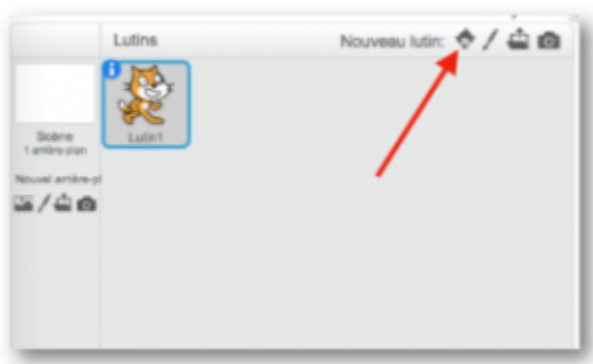 Lutins
Nouveau lutin:
Lutin1
Scène
1 arrière-plan
Nouvel arrière-pl